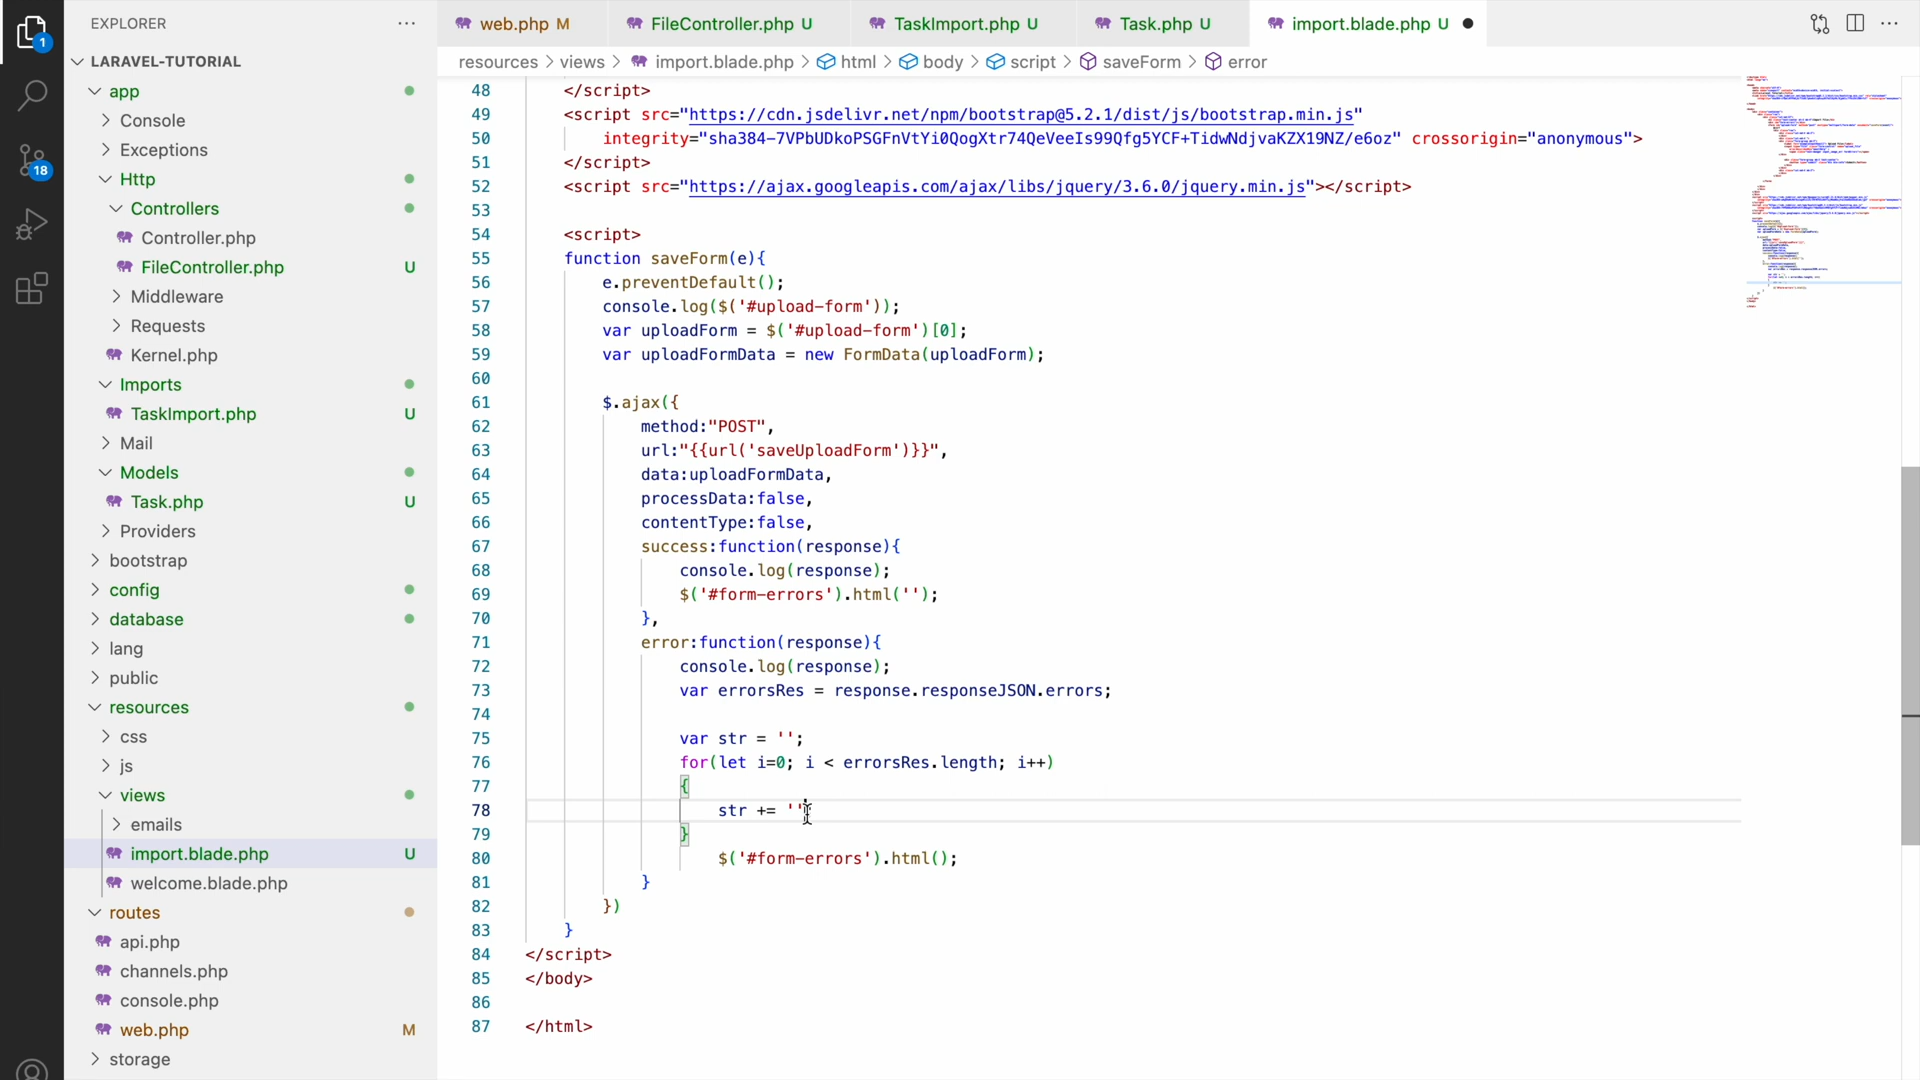 EXPLORER
LARAVEL-TUTORIAL
app
Console
Exceptions
Http
Controllers
Controller.php
FileController.php U
Middleware
Requests
Kernel.php
Imports
TaskImport.php U
Mail
Models
Task.php U
Providers
bootstrap
config
database
lang
public
resources
css
js
views
emails
import.blade.php U
welcome.blade.php
routes
api.php
channels.php
console.php
web.php M
storage
1
18
web.php M
FileController.php U
TaskImport.php U
Task.php U
import.blade.php U
resources > views > import.blade.php > html > body > script > saveForm > error
48 </script>
49 <script src="https://cdn.jsdelivr.net/npm/bootstrap@5.2.1/dist/js/bootstrap.min.js"
50 integrity="sha384-7VPbUDkoPSGFnVtYi0QogXtr74QeVeeIs99Qfg5YCF+TidwNdjvaKZX19NZ/e6oz" crossorigin="anonymous">
51 </script>
52 <script src="https://ajax.googleapis.com/ajax/libs/jquery/3.6.0/jquery.min.js"></script>
53
54 <script>
55 function saveForm(e){
56 e.preventDefault();
57 console.log($('#upload-form'));
58 var uploadForm = $('#upload-form')[0];
59 var uploadFormData = new FormData(uploadForm);
60
61 $.ajax({
62 method:"POST",
63 url:"{{url('saveUploadForm')}}",
64 data:uploadFormData,
65 processData:false,
66 contentType:false,
67 success:function(response){
68 console.log(response);
69 $('#form-errors').html('');
70 },
71 error:function(response){
72 console.log(response);
73 var errorsRes = response.responseJSON.errors;
74
75 var str = '';
76 for(let i=0; i < errorsRes.length; i++)
77 {
78 str += ''
79 }
80 $('#form-errors').html();
81 }
82 })
83 }
84 </script>
85 </body>
86
87 </html>